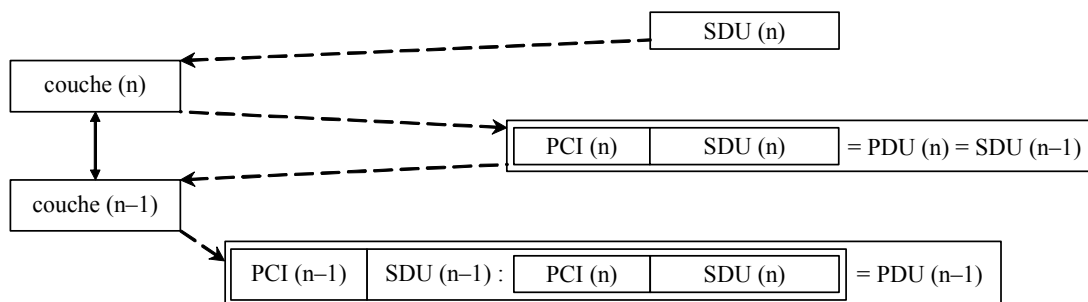 SDU (n)
couche (n)
PCI (n) SDU (n) = PDU (n) = SDU (n–1)
couche (n–1)
PCI (n–1) SDU (n–1) : PCI (n) SDU (n) = PDU (n–1)